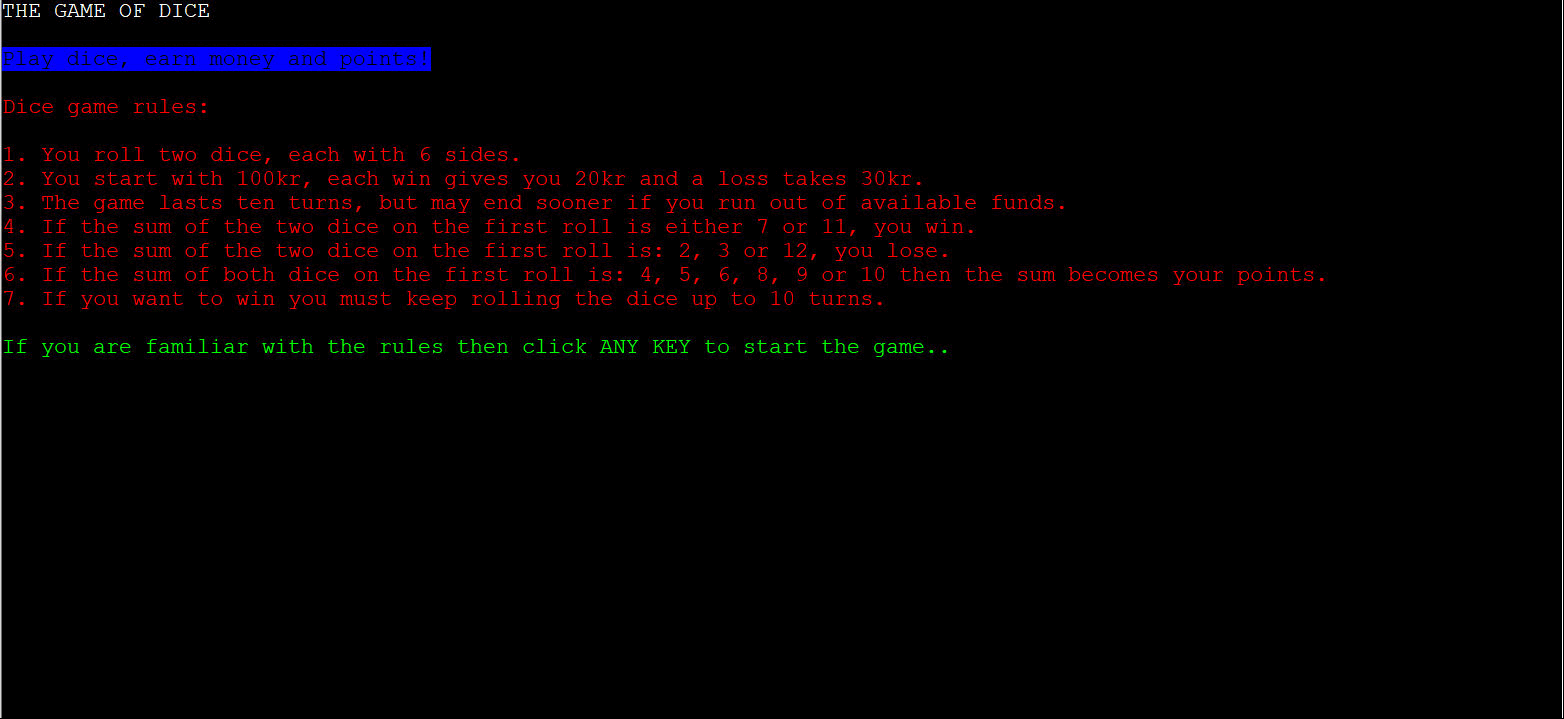 THE GAME OF DICE
Play dice, earn money and points!
Dice game rules:
1. You roll two dice, each with 6 sides.
2. You start with 100kr, each win gives you 20kr and a loss takes 30kr.
3. The game lasts ten turns, but may end sooner if you run out of available funds.
4. If the sum of the two dice on the first roll is either 7 or 11, you win.
5. If the sum of the two dice on the first roll is: 2, 3 or 12, you lose.
6. If the sum of both dice on the first roll is: 4, 5, 6, 8, 9 or 10 then the sum becomes your points.
7. If you want to win you must keep rolling the dice up to 10 turns.
If you are familiar with the rules then click ANY KEY to start the game..